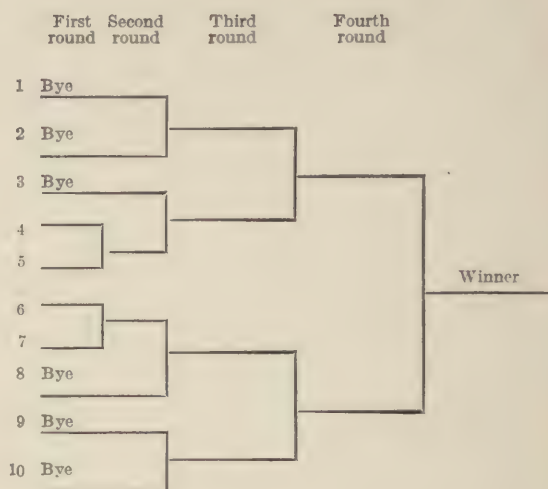 First Second Third Fourth
round round round round
1 Bye
2 Bye
3 Bye
4
5
Winner
6
7
8 Bye
9 Bye
10 Bye